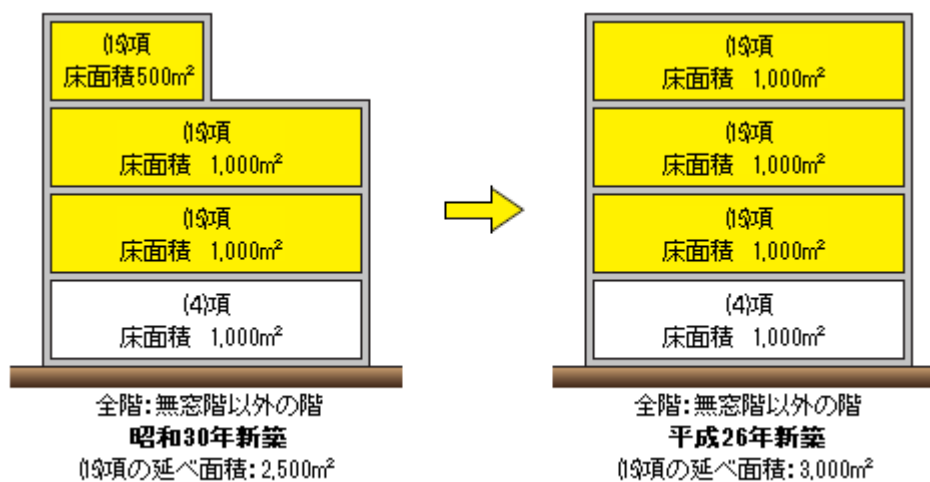 (15)項
床面積500m²
(15)項
床面積 1,000m²
(15)項
床面積 1,000m²
(4)項
床面積 1,000m²
全階:無窓階以外の階
昭和30年新築
(15)項の延べ面積:2,500m²
(15)項
床面積 1,000m²
(15)項
床面積 1,000m²
(15)項
床面積 1,000m²
(4)項
床面積 1,000m²
全階:無窓階以外の階
平成26年新築
(15)項の延べ面積:3,000m²